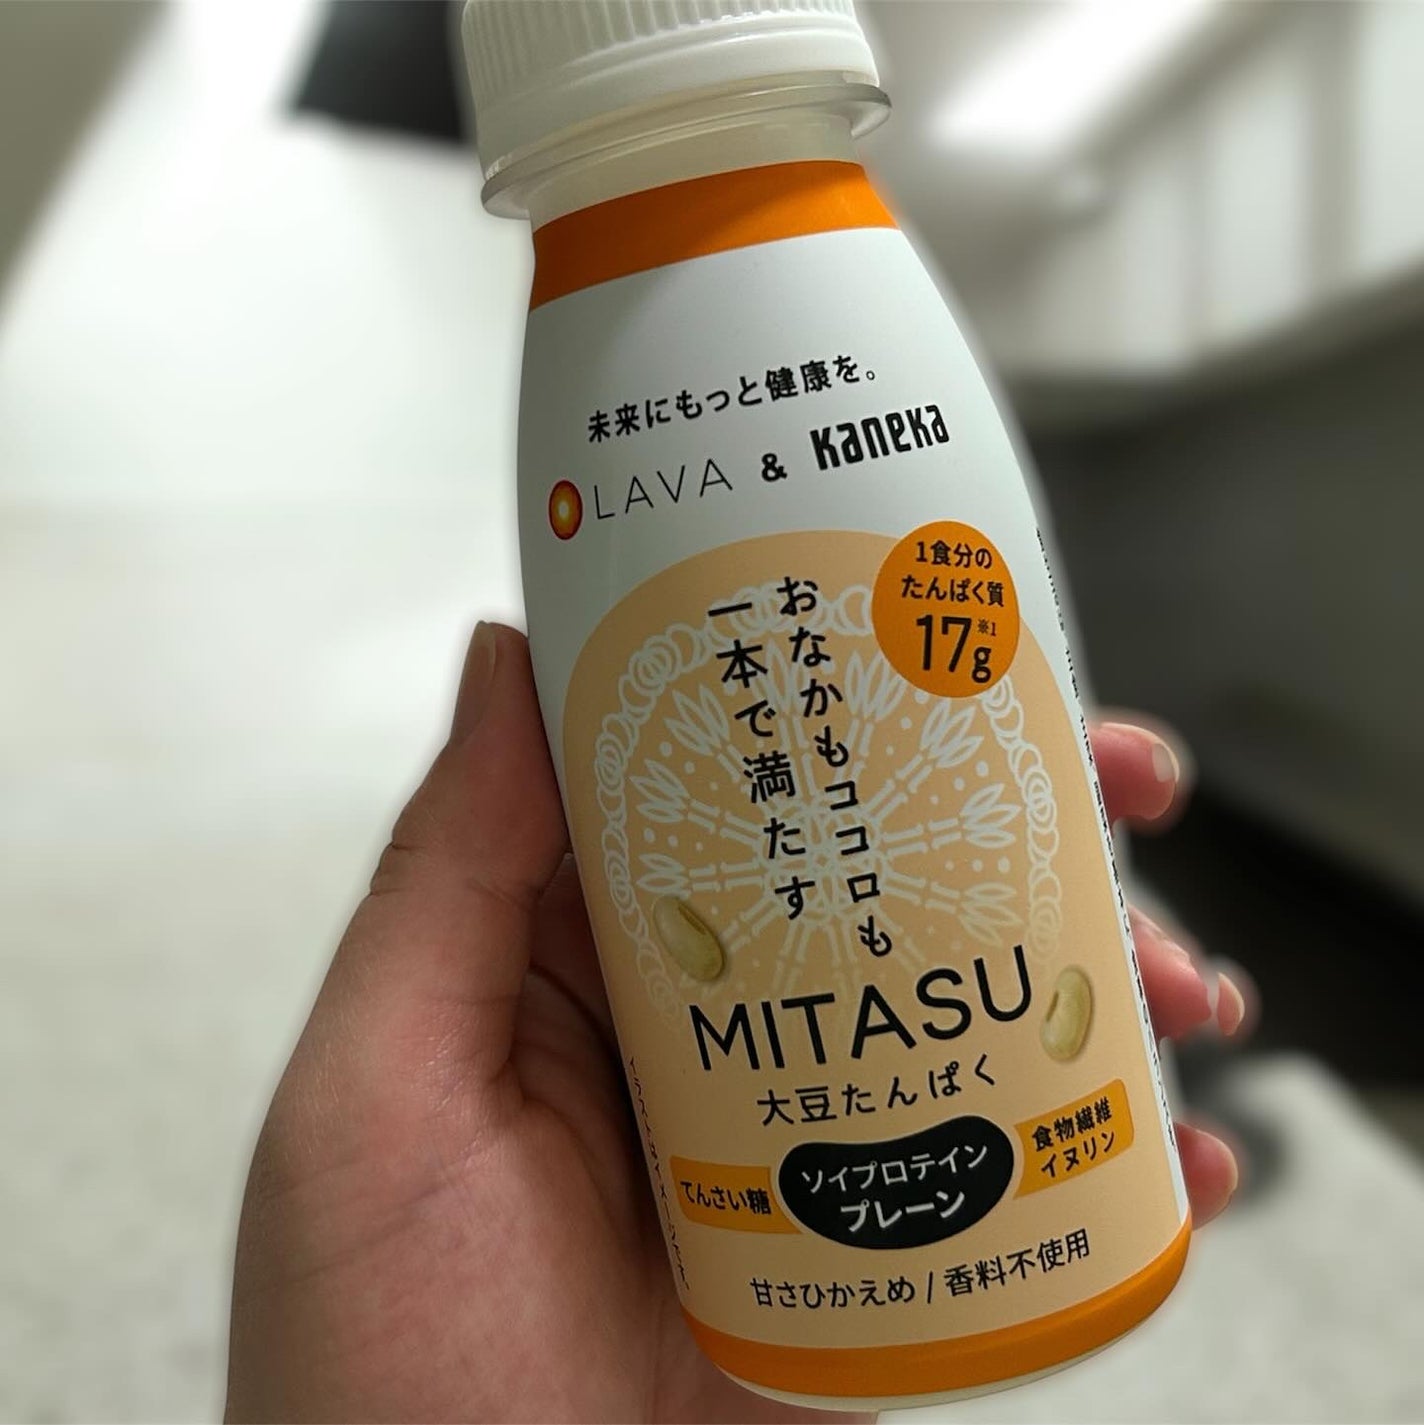 未来にもっと健康を。
LAVA & Kaneka
1食分の
たんぱく質
17g※1
おなかもココロも
一本で満たす
MITASU
大豆たんぱく
てんさい糖
ソイプロテイン
プレーン
食物繊維
イヌリン
甘さひかえめ / 香料不使用